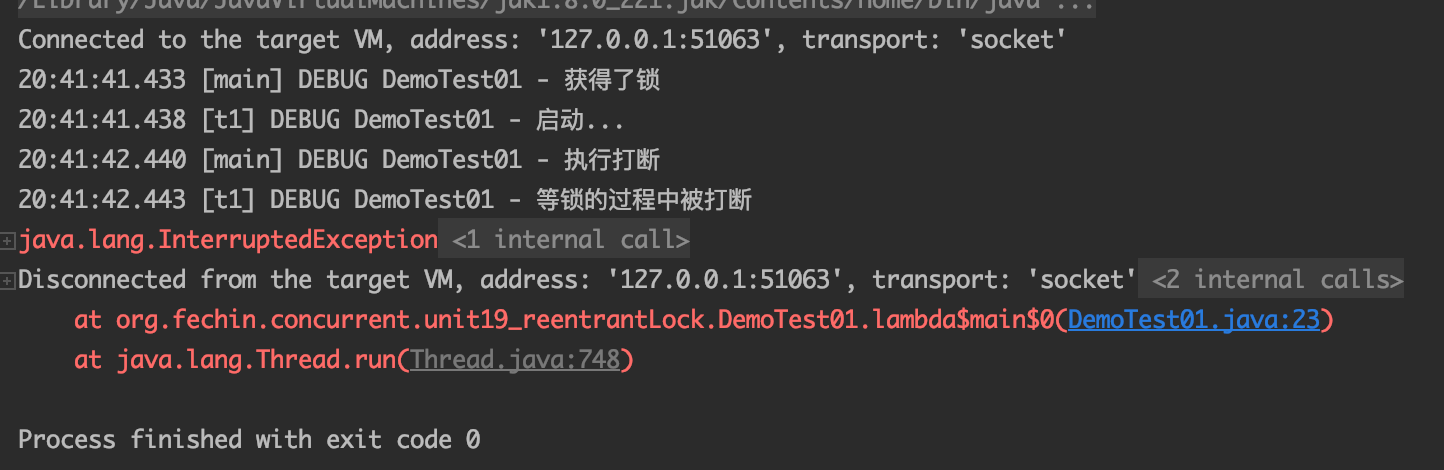 /Library/Java/JavaVirtualMachines/jdk1.8.0_221.jdk/Contents/Home/bin/java ...
Connected to the target VM, address: '127.0.0.1:51063', transport: 'socket'
20:41:41.433 [main] DEBUG DemoTest01 - 获得了锁
20:41:41.438 [t1] DEBUG DemoTest01 - 启动...
20:41:42.440 [main] DEBUG DemoTest01 - 执行打断
20:41:42.443 [t1] DEBUG DemoTest01 - 等锁的过程中被打断
java.lang.InterruptedException <1 internal call>
Disconnected from the target VM, address: '127.0.0.1:51063', transport: 'socket' <2 internal calls>
at org.fechin.concurrent.unit19_reentrantLock.DemoTest01.lambda$main$0(DemoTest01.java:23)
at java.lang.Thread.run(Thread.java:748)
Process finished with exit code 0